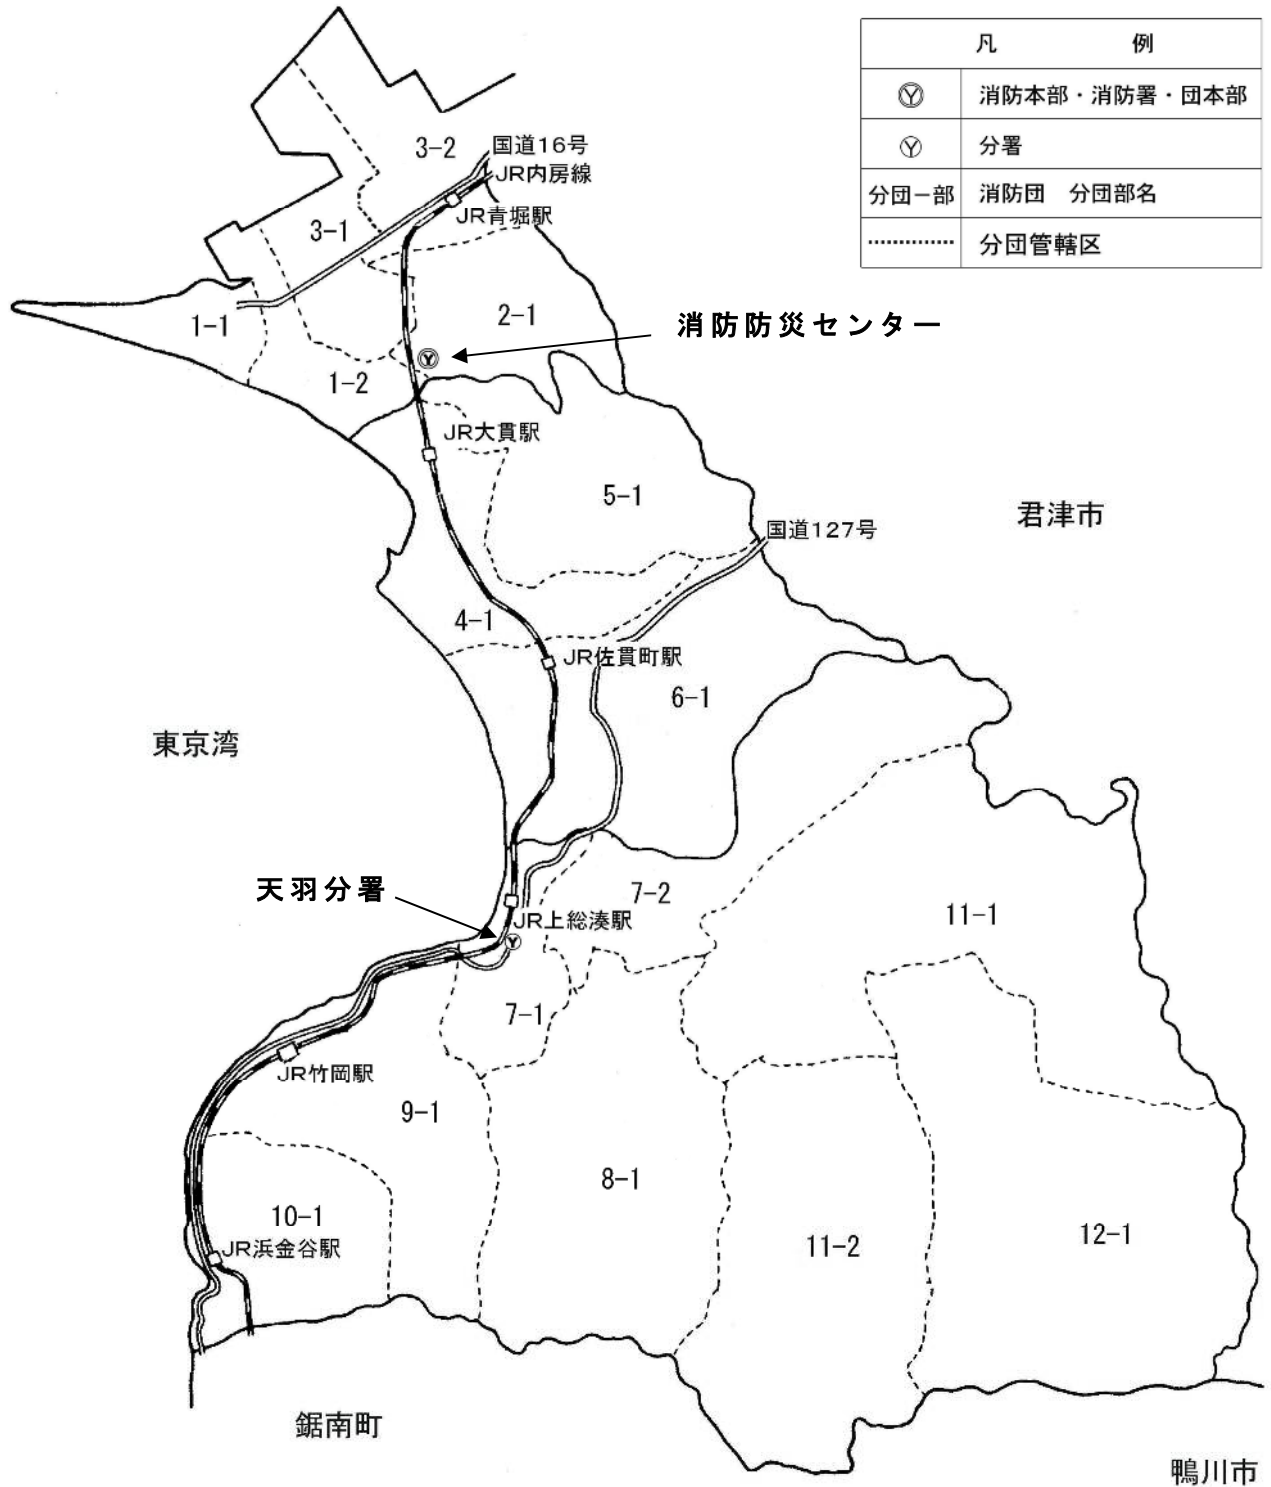 凡 例
消防本部・消防署・団本部
分署
分団－部 消防団 分団部名
分団管轄区
3-2
国道16号
JR内房線
JR青堀駅
3-1
1-1
2-1
消防防災センター
1-2
JR大貫駅
5-1
君津市
国道127号
4-1
JR佐貫町駅
6-1
東京湾
天羽分署
7-2
11-1
JR上総湊駅
7-1
JR竹岡駅
9-1
8-1
10-1
JR浜金谷駅
11-2
12-1
鋸南町
鴨川市